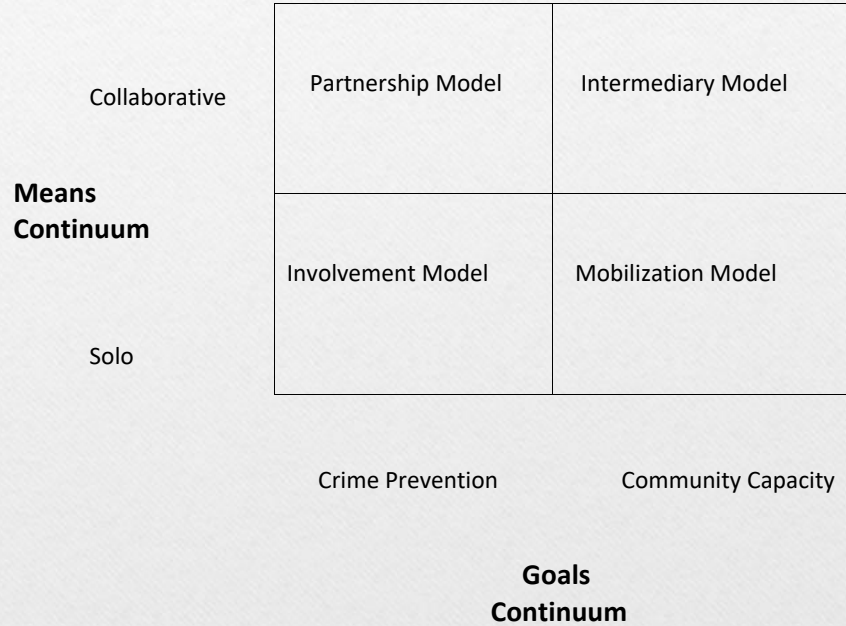 Partnership Model
Intermediary Model
Collaborative
Means
Continuum
Involvement Model
Mobilization Model
Solo
Crime Prevention
Community Capacity
Goals
Continuum